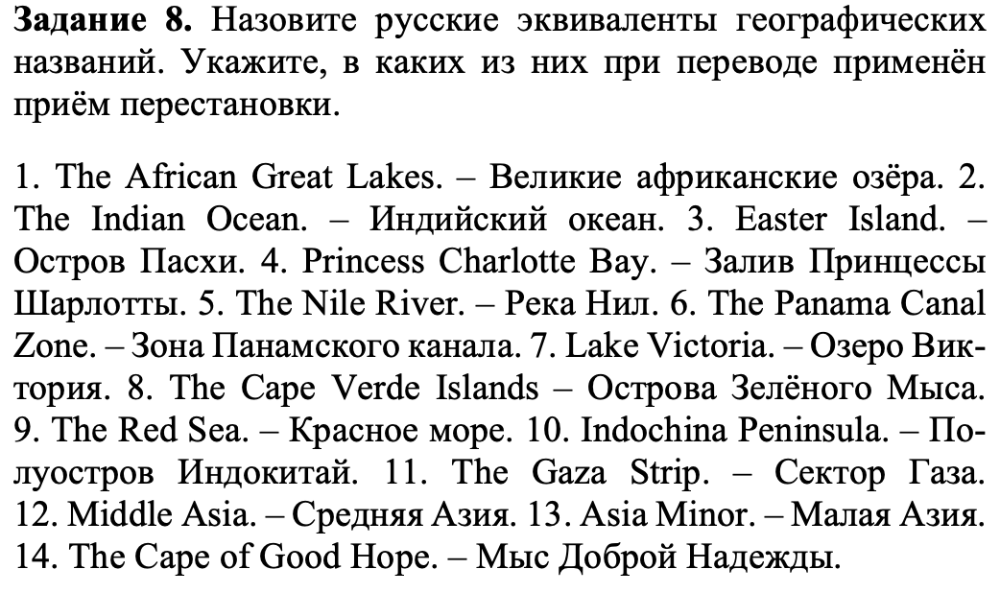 Задание 8. Назовите русские эквиваленты географических
названий. Укажите, в каких из них при переводе применён
приём перестановки.
1. The African Great Lakes. – Великие африканские озёра. 2.
The Indian Ocean. – Индийский океан. 3. Easter Island. –
Остров Пасхи. 4. Princess Charlotte Bay. – Залив Принцессы
Шарлотты. 5. The Nile River. – Река Нил. 6. The Panama Canal
Zone. – Зона Панамского канала. 7. Lake Victoria. – Озеро Вик-
тория. 8. The Cape Verde Islands – Острова Зелёного Мыса.
9. The Red Sea. – Красное море. 10. Indochina Peninsula. – По-
луостров Индокитай. 11. The Gaza Strip. – Сектор Газа.
12. Middle Asia. – Средняя Азия. 13. Asia Minor. – Малая Азия.
14. The Cape of Good Hope. – Мыс Доброй Надежды.